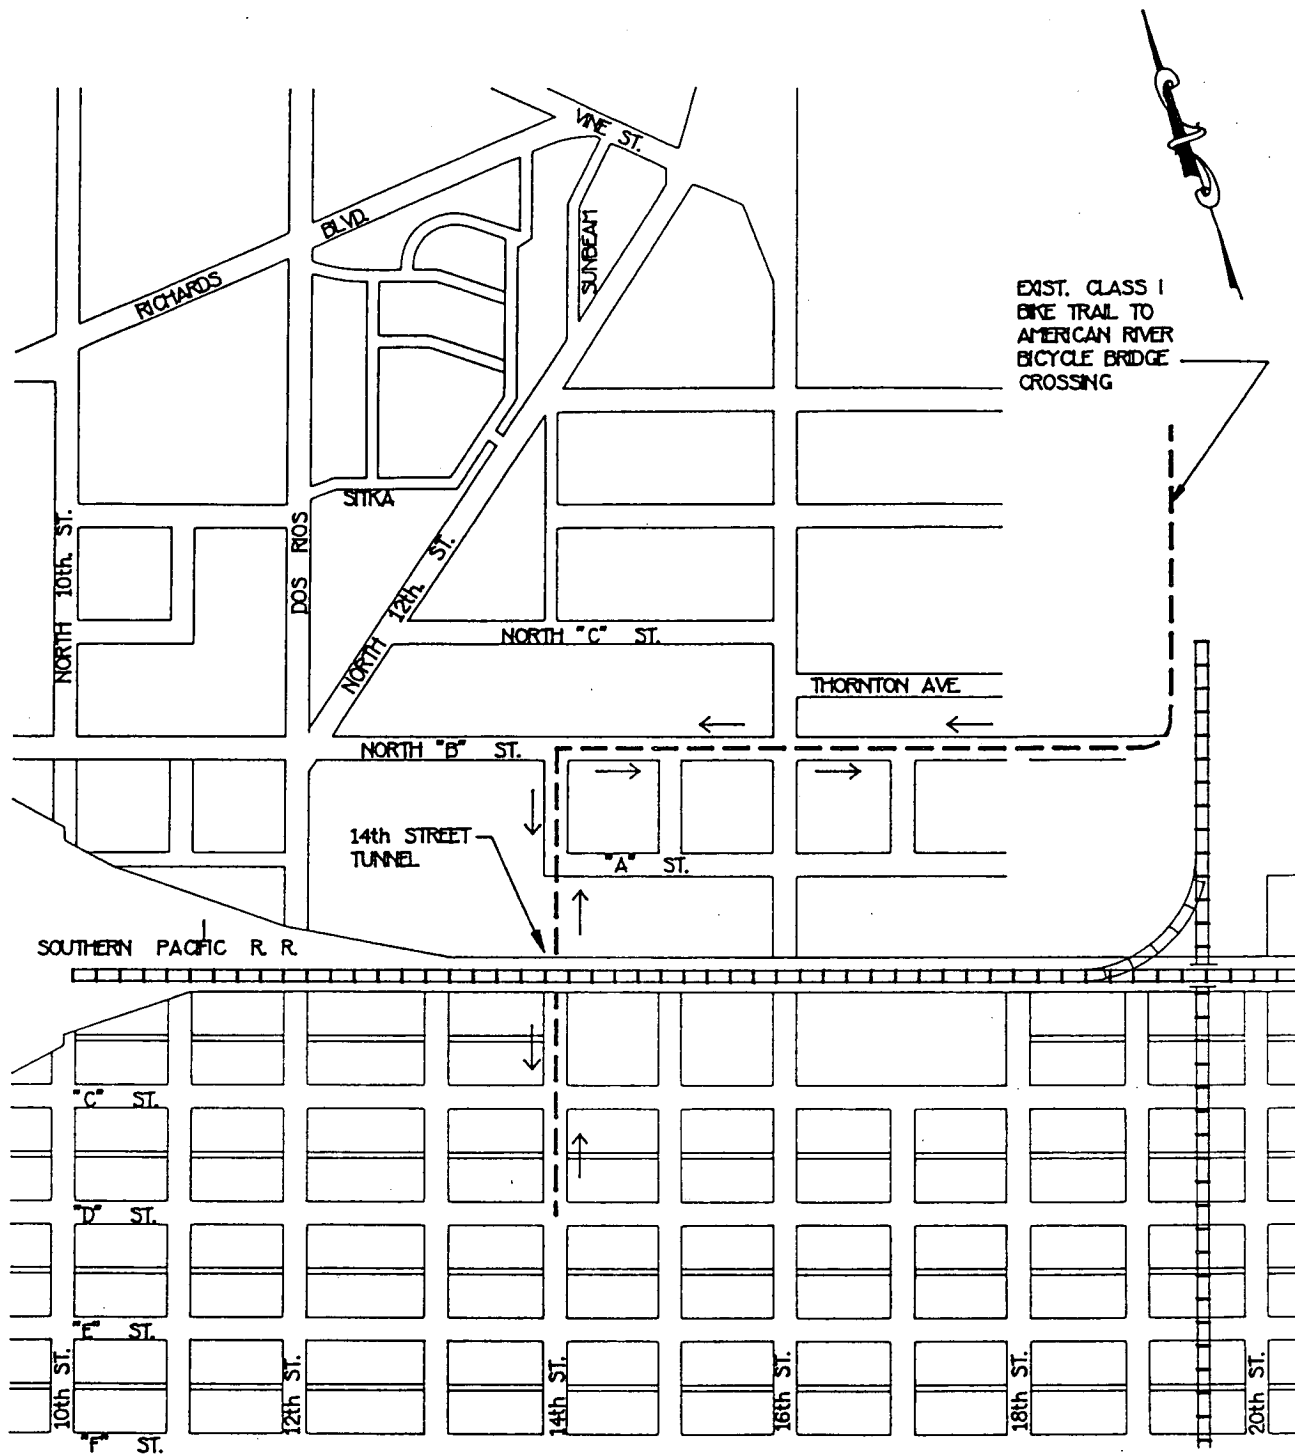 VINE ST.
BLVD.
SUNBEAM
RICHARDS
EXIST. CLASS I
BIKE TRAIL TO
AMERICAN RIVER
BICYCLE BRIDGE
CROSSING
SITKA
NORTH 10th. ST.
DOS RIOS
NORTH 12th. ST.
NORTH "C" ST.
THORNTON AVE
NORTH "B" ST.
14th STREET
TUNNEL
"A" ST.
SOUTHERN PACIFIC R. R.
"C" ST.
"D" ST.
"E" ST.
10th ST.
12th ST.
14th ST.
16th ST.
18th ST.
20th ST.
"F" ST.